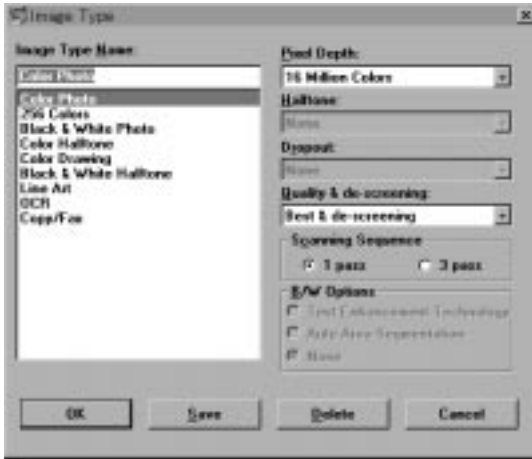 Image Type
Image Type Name:
Color Photo
Color Photo
256 Colors
Black & White Photo
Color Halftone
Color Drawing
Black & White Halftone
Line Art
OCR
Copy/Fax
Pixel Depth:
16 Million Colors
Halftone:
None
Dropout:
None
Quality & de-screening:
Best & de-screening
Scanning Sequence
1 pass
3 pass
B/W Options
Text Enhancement Technology
Auto Area Segmentation
None
OK
Save
Delete
Cancel